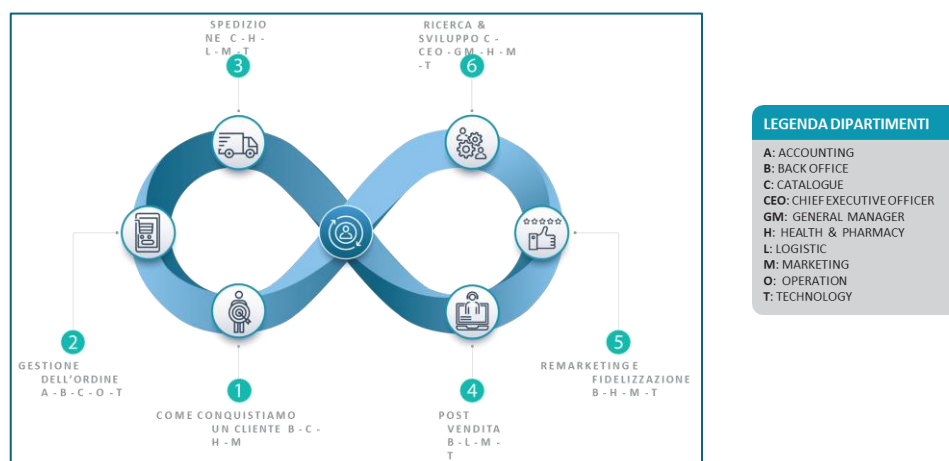 SPEDIZIO
NE C - H -
L - M - T
3
RICERCA &
SVILUPPO C -
CEO - GM - H - M
- T
6
2
GESTIONE
DELL'ORDINE
A - B - C - O - T
1
COME CONQUISTIAMO
UN CLIENTE B - C -
H - M
4
POST
VENDITA
B - L - M -
T
5
REMARKETING E
FIDELIZZAZIONE
B - H - M - T
LEGENDA DIPARTIMENTI
A: ACCOUNTING
B: BACK OFFICE
C: CATALOGUE
CEO: CHIEF EXECUTIVE OFFICER
GM: GENERAL MANAGER
H: HEALTH & PHARMACY
L: LOGISTIC
M: MARKETING
O: OPERATION
T: TECHNOLOGY